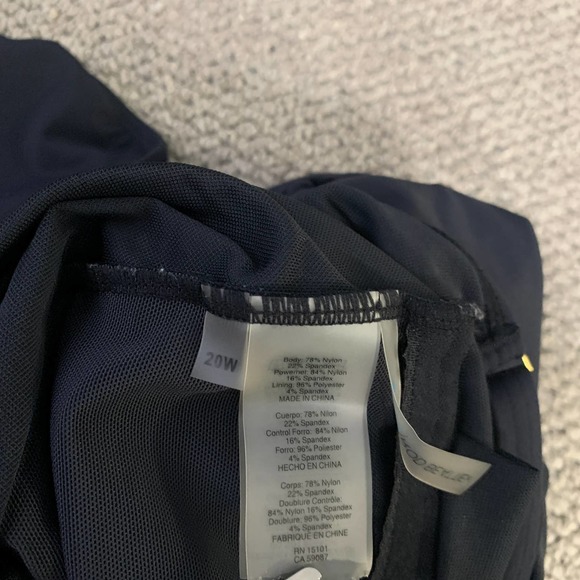 20W
Body: 78% Nylon
22% Spandex
Powernet: 84% Nylon
16% Spandex
Lining: 96% Polyester
4% Spandex
MADE IN CHINA
Cuerpo: 78% Nilon
22% Spandex
Control Forro: 84% Nilon
16% Spandex
Forro: 96% Poliester
4% Spandex
HECHO EN CHINA
Corps: 78% Nylon
22% Spandex
Doublure Contrôle:
84% Nylon 16% Spandex
Doublure: 96% Polyester
4% Spandex
FABRIQUÉ EN CHINE
RN 15101
CA 59087